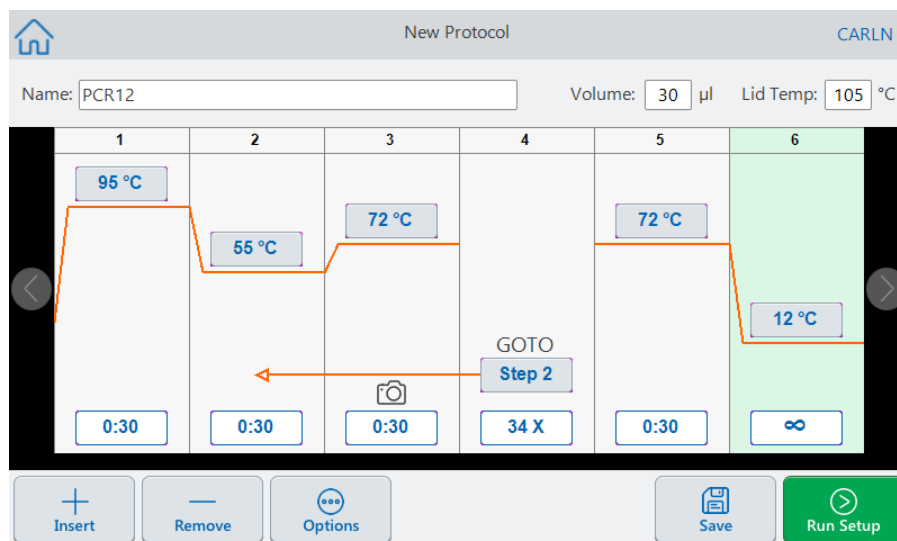 New Protocol
CARLN
Name: PCR12
Volume: 30 µl
Lid Temp: 105 °C
1 2 3 4 5 6
95 °C
55 °C
72 °C
72 °C
12 °C
GOTO
Step 2
0:30 0:30 0:30 34 X 0:30 ∞
Insert
Remove
Options
Save
Run Setup